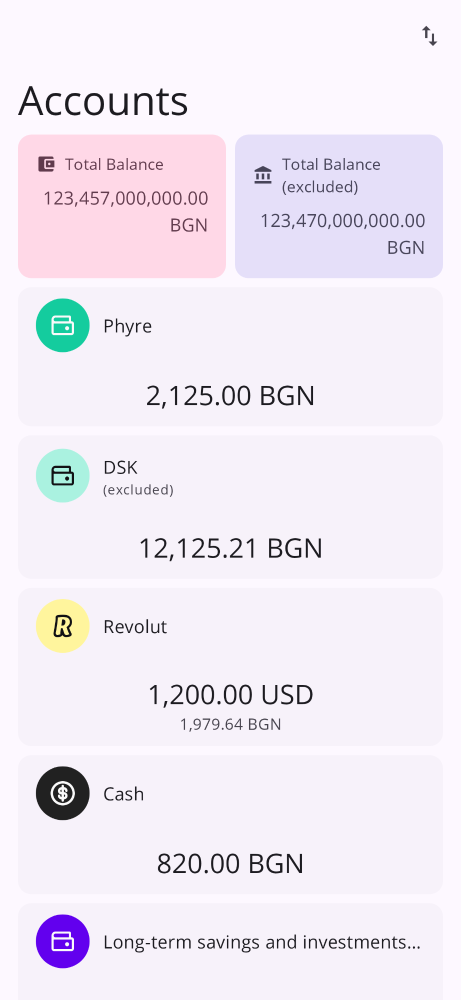 Accounts
Total Balance
123,457,000,000.00
BGN
Total Balance
(excluded)
123,470,000,000.00
BGN
Phyre
2,125.00 BGN
DSK
(excluded)
12,125.21 BGN
R
Revolut
1,200.00 USD
1,979.64 BGN
Cash
820.00 BGN
Long-term savings and investments...